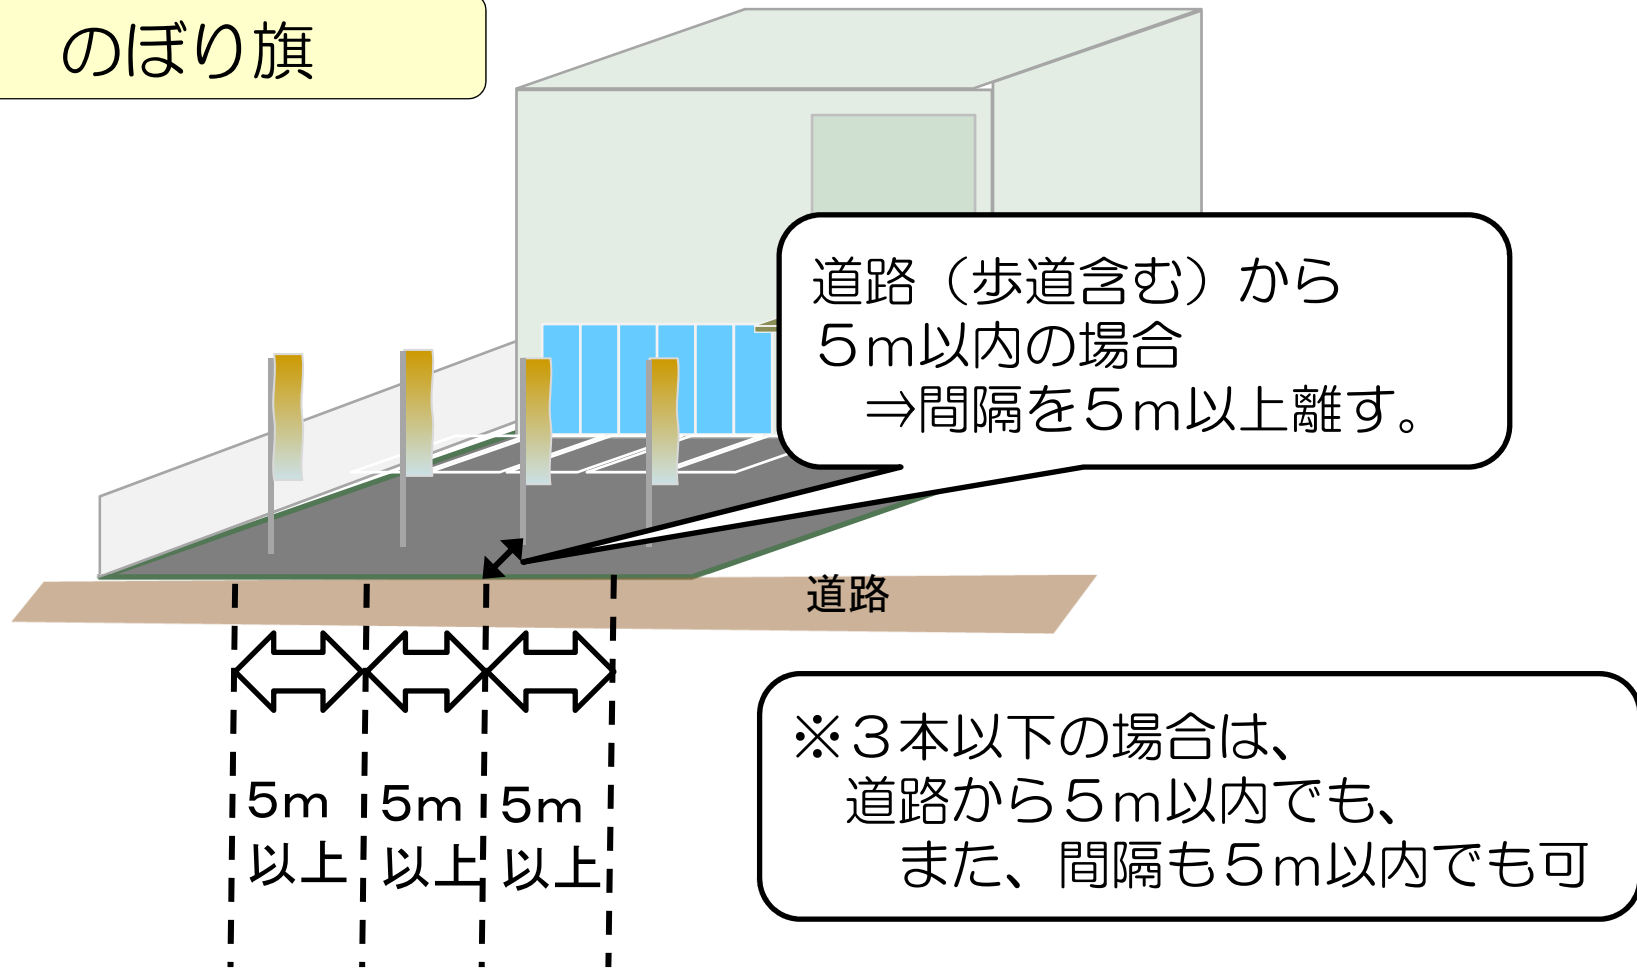 のぼり旗
道路（歩道含む）から
５ｍ以内の場合
⇒間隔を５ｍ以上離す。
道路
5m
以上
5m
以上
5m
以上
※３本以下の場合は、
道路から５ｍ以内でも、
また、間隔も５ｍ以内でも可